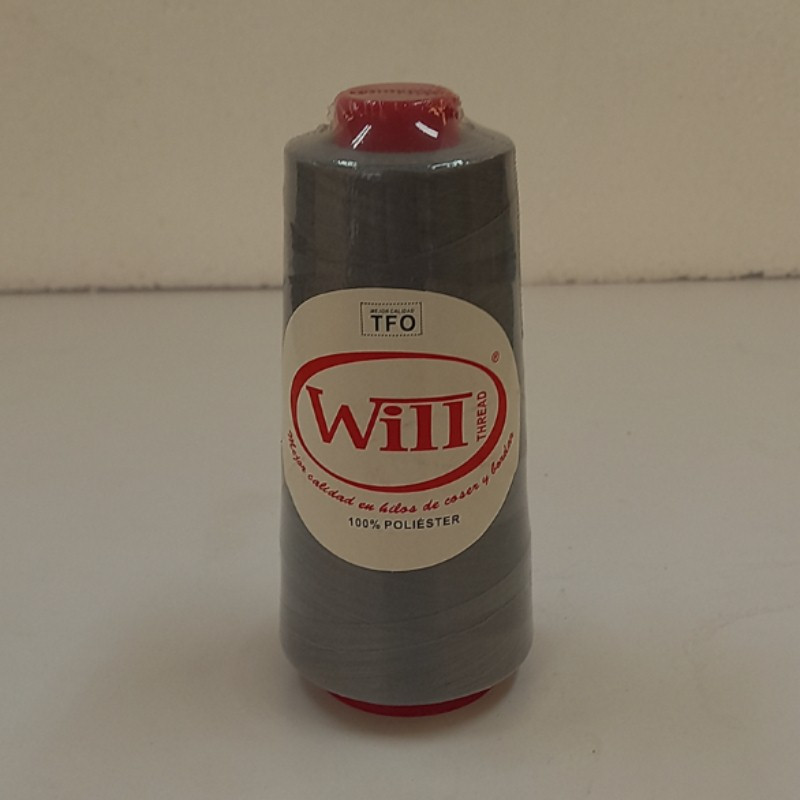 MEJOR CALIDAD
TFO
®
Will
THREAD
Mejor calidad en hilos de coser y bordar
100% POLIÉSTER